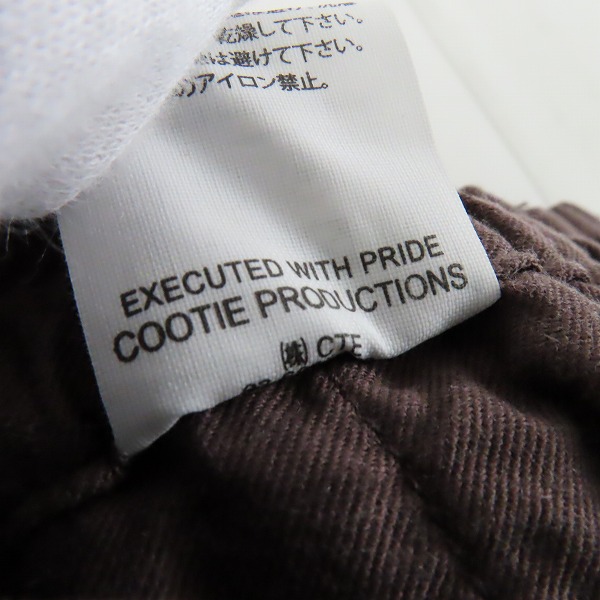 乾燥して下さい。
は避けて下さい。
のアイロン禁止。
EXECUTED WITH PRIDE
COOTIE PRODUCTIONS
㈱ CTE